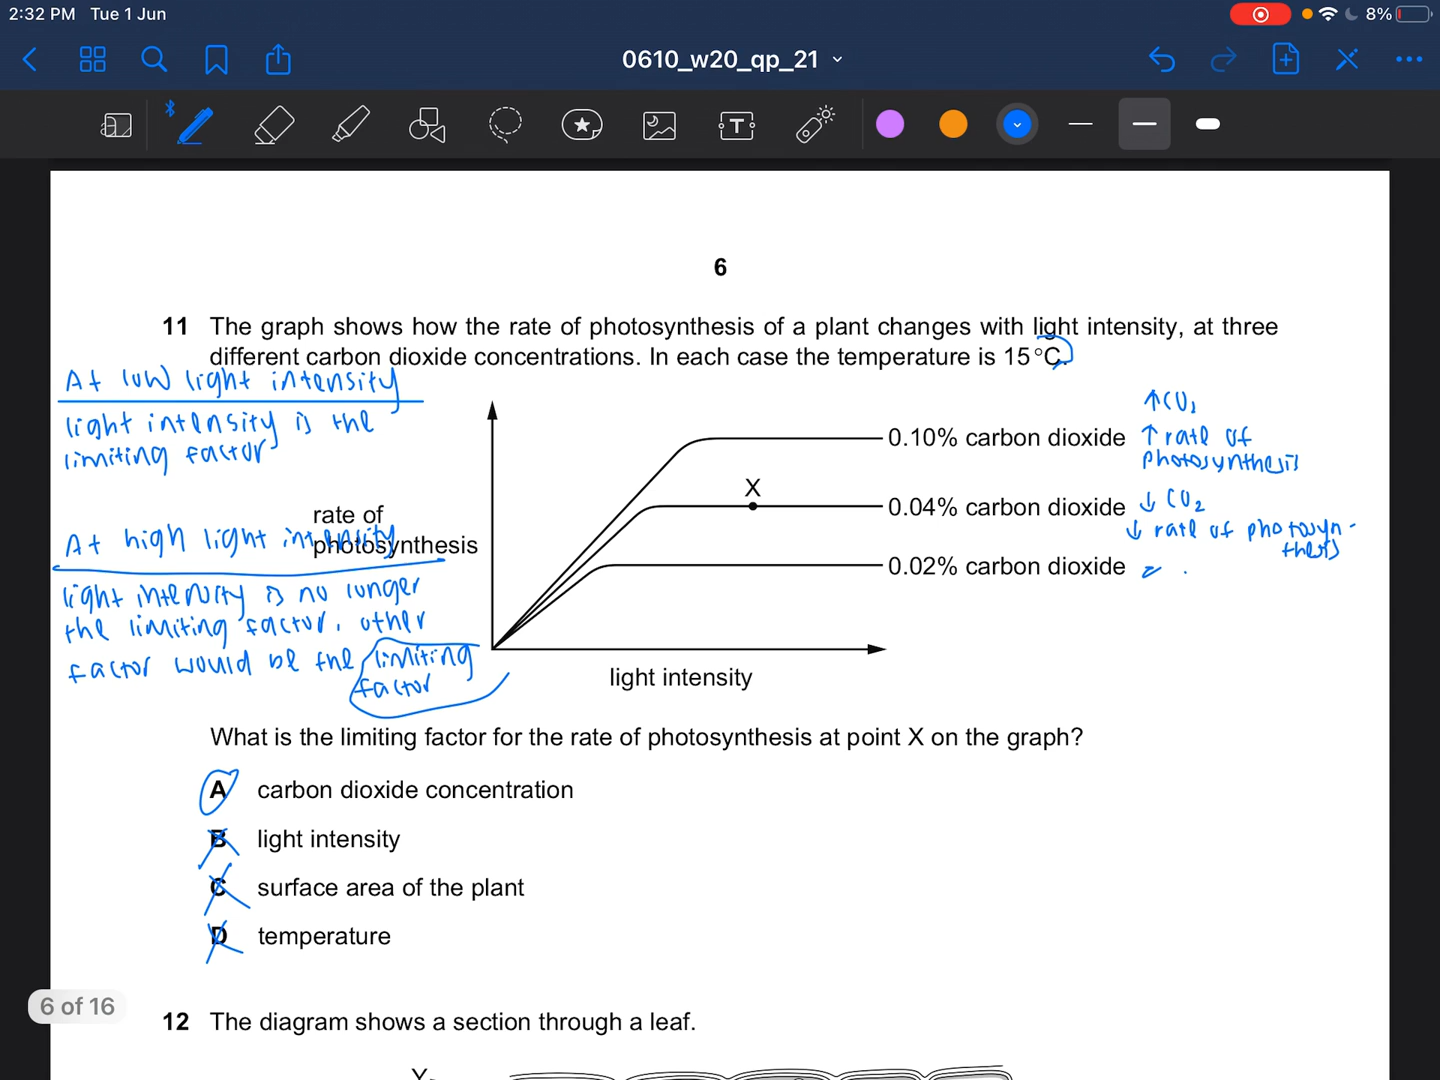 2:32 PM Tue 1 Jun
8%
0610_w20_qp_21
T
6
11 The graph shows how the rate of photosynthesis of a plant changes with light intensity, at three
different carbon dioxide concentrations. In each case the temperature is 15 °C.
At low light intensity
light intensity is the
limiting factor
At high light intensity
light intensity is no longer
the limiting factor, other
factor would be the limiting
factor
rate of
photosynthesis
X
0.10% carbon dioxide
0.04% carbon dioxide
0.02% carbon dioxide
light intensity
↑ CO₂
↑ rate of
photosynthesis
↓ CO₂
↓ rate of photosyn-
thesis
What is the limiting factor for the rate of photosynthesis at point X on the graph?
A carbon dioxide concentration
B light intensity
C surface area of the plant
D temperature
6 of 16
12 The diagram shows a section through a leaf.